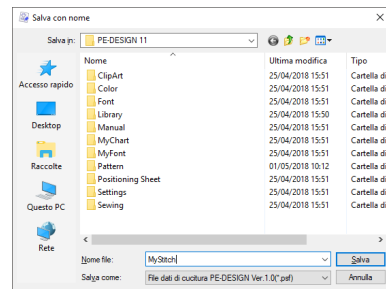 Salva con nome
Salva in: PE-DESIGN 11
Nome Ultima modifica Tipo
ClipArt 25/04/2018 15:51 Cartella di
Color 25/04/2018 15:51 Cartella di
Font 25/04/2018 15:51 Cartella di
Library 25/04/2018 15:50 Cartella di
Manual 25/04/2018 15:51 Cartella di
MyChart 25/04/2018 15:51 Cartella di
MyFont 25/04/2018 15:51 Cartella di
Pattern 01/05/2018 10:12 Cartella di
Positioning Sheet 25/04/2018 15:51 Cartella di
Settings 25/04/2018 15:51 Cartella di
Sewing 25/04/2018 15:51 Cartella di
Accesso rapido
Desktop
Raccolte
Questo PC
Rete
Nome file: MyStitch Salva
Salva come: File dati di cucitura PE-DESIGN Ver.1.0(*.psf) Annulla